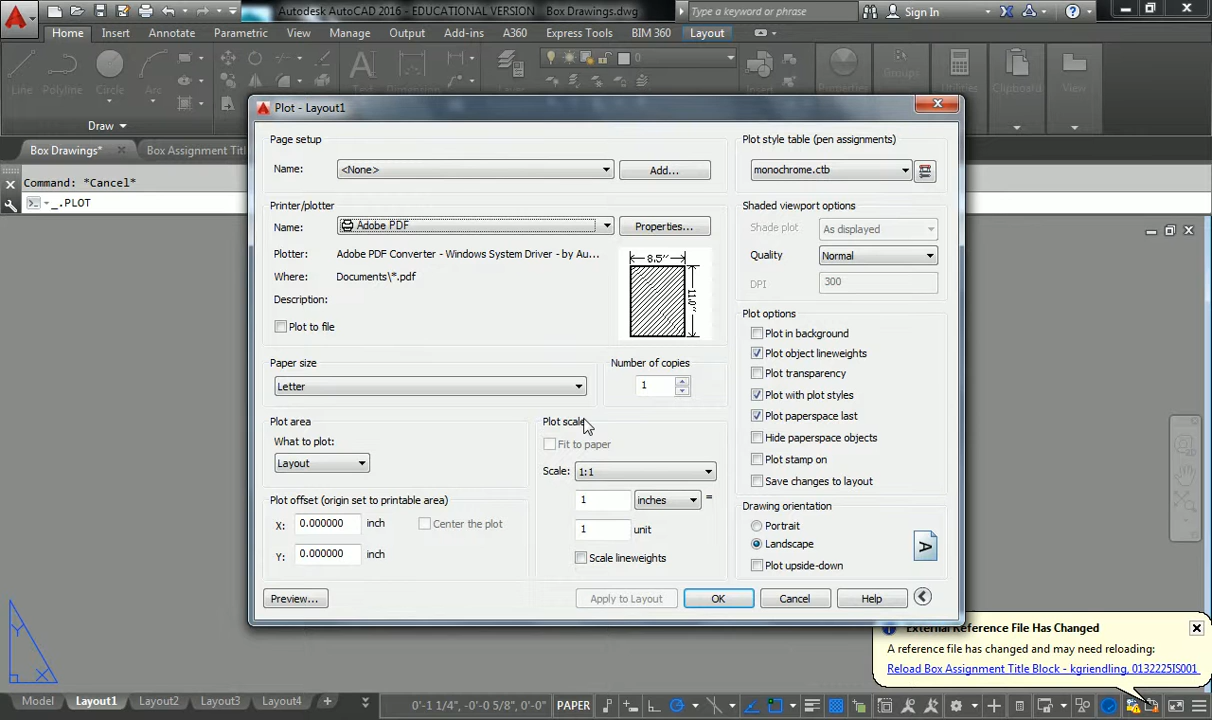 Autodesk AutoCAD 2016 - EDUCATIONAL VERSION Box Drawings.dwg
Type a keyword or phrase
Sign In
Home Insert Annotate Parametric View Manage Output Add-ins A360 Express Tools BIM 360 Layout
Line Polyline Circle Arc
0
Properties Groups Utilities Clipboard View
Draw
Box Drawings* Box Assignment Titl
Command: *Cancel*
_.PLOT
Plot - Layout1
Page setup
Name: <None> Add...
Plot style table (pen assignments)
monochrome.ctb
Printer/plotter
Name: Adobe PDF Properties...
Plotter: Adobe PDF Converter - Windows System Driver - by Au...
Where: Documents\*.pdf
Description:
Plot to file
8.5''
11.0''
Shaded viewport options
Shade plot As displayed
Quality Normal
DPI 300
Paper size
Letter
Number of copies
1
Plot area
What to plot:
Layout
Plot scale
Fit to paper
Scale: 1:1
1 inches =
1 unit
Scale lineweights
Plot offset (origin set to printable area)
X: 0.000000 inch Center the plot
Y: 0.000000 inch
Plot options
Plot in background
Plot object lineweights
Plot transparency
Plot with plot styles
Plot paperspace last
Hide paperspace objects
Plot stamp on
Save changes to layout
Drawing orientation
Portrait
Landscape
Plot upside-down
A
Preview... Apply to Layout OK Cancel Help
External Reference File Has Changed
A reference file has changed and may need reloading:
Reload Box Assignment Title Block - kgriendling, 0132225IS001
Y
X
Model Layout1 Layout2 Layout3 Layout4 +
0'-1 1/4", -0'-0 5/8", 0'-0" PAPER